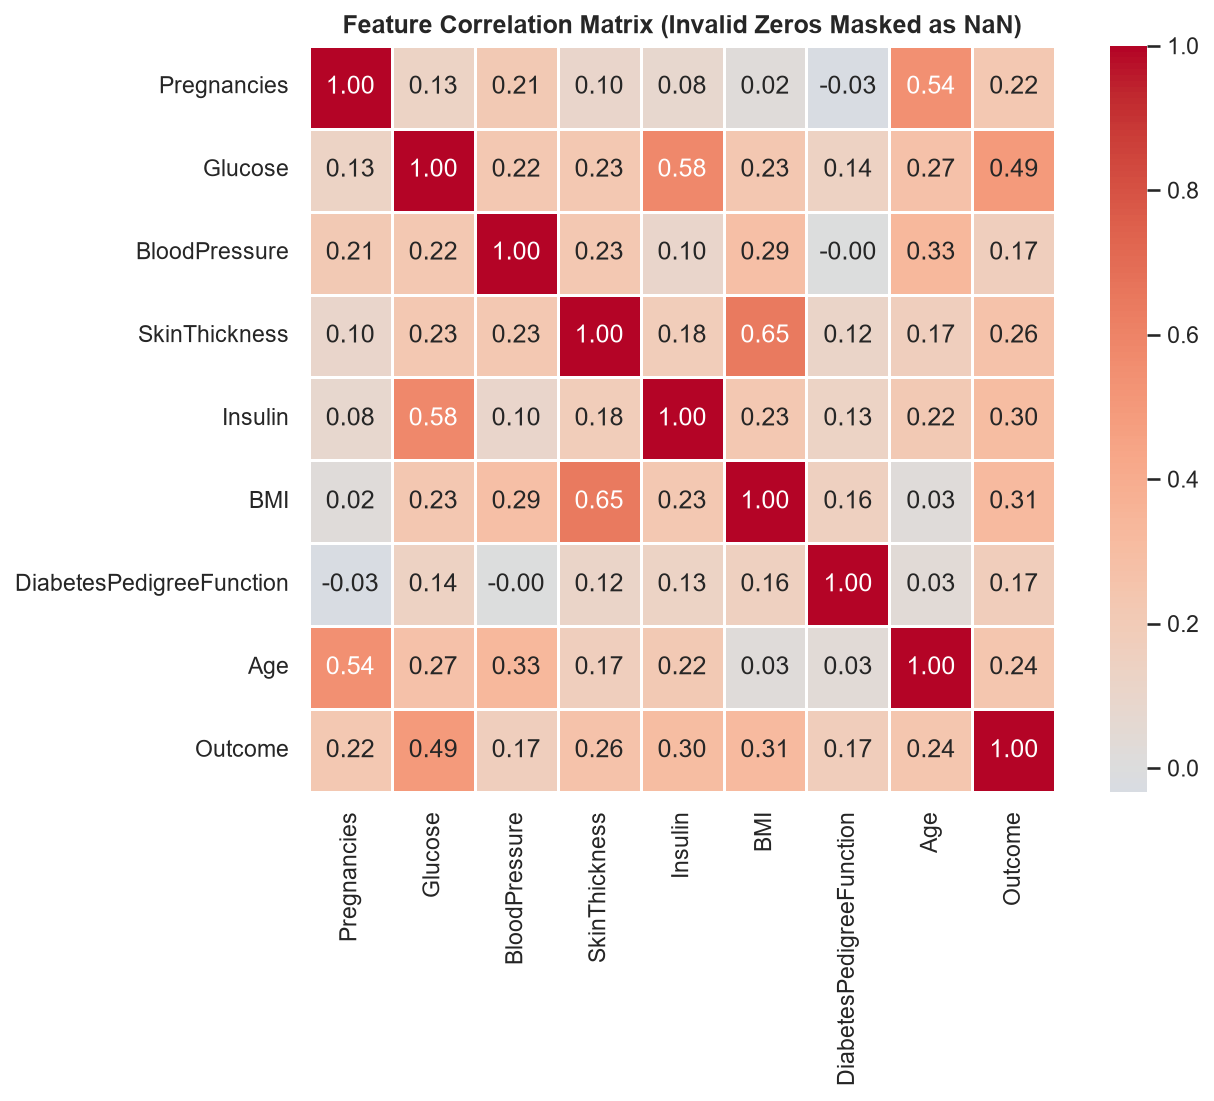 Feature Correlation Matrix (Invalid Zeros Masked as NaN)
Pregnancies 1.00 0.13 0.21 0.10 0.08 0.02 -0.03 0.54 0.22
Glucose 0.13 1.00 0.22 0.23 0.58 0.23 0.14 0.27 0.49
BloodPressure 0.21 0.22 1.00 0.23 0.10 0.29 -0.00 0.33 0.17
SkinThickness 0.10 0.23 0.23 1.00 0.18 0.65 0.12 0.17 0.26
Insulin 0.08 0.58 0.10 0.18 1.00 0.23 0.13 0.22 0.30
BMI 0.02 0.23 0.29 0.65 0.23 1.00 0.16 0.03 0.31
DiabetesPedigreeFunction -0.03 0.14 -0.00 0.12 0.13 0.16 1.00 0.03 0.17
Age 0.54 0.27 0.33 0.17 0.22 0.03 0.03 1.00 0.24
Outcome 0.22 0.49 0.17 0.26 0.30 0.31 0.17 0.24 1.00
Pregnancies
Glucose
BloodPressure
SkinThickness
Insulin
BMI
DiabetesPedigreeFunction
Age
Outcome
1.0
0.8
0.6
0.4
0.2
0.0